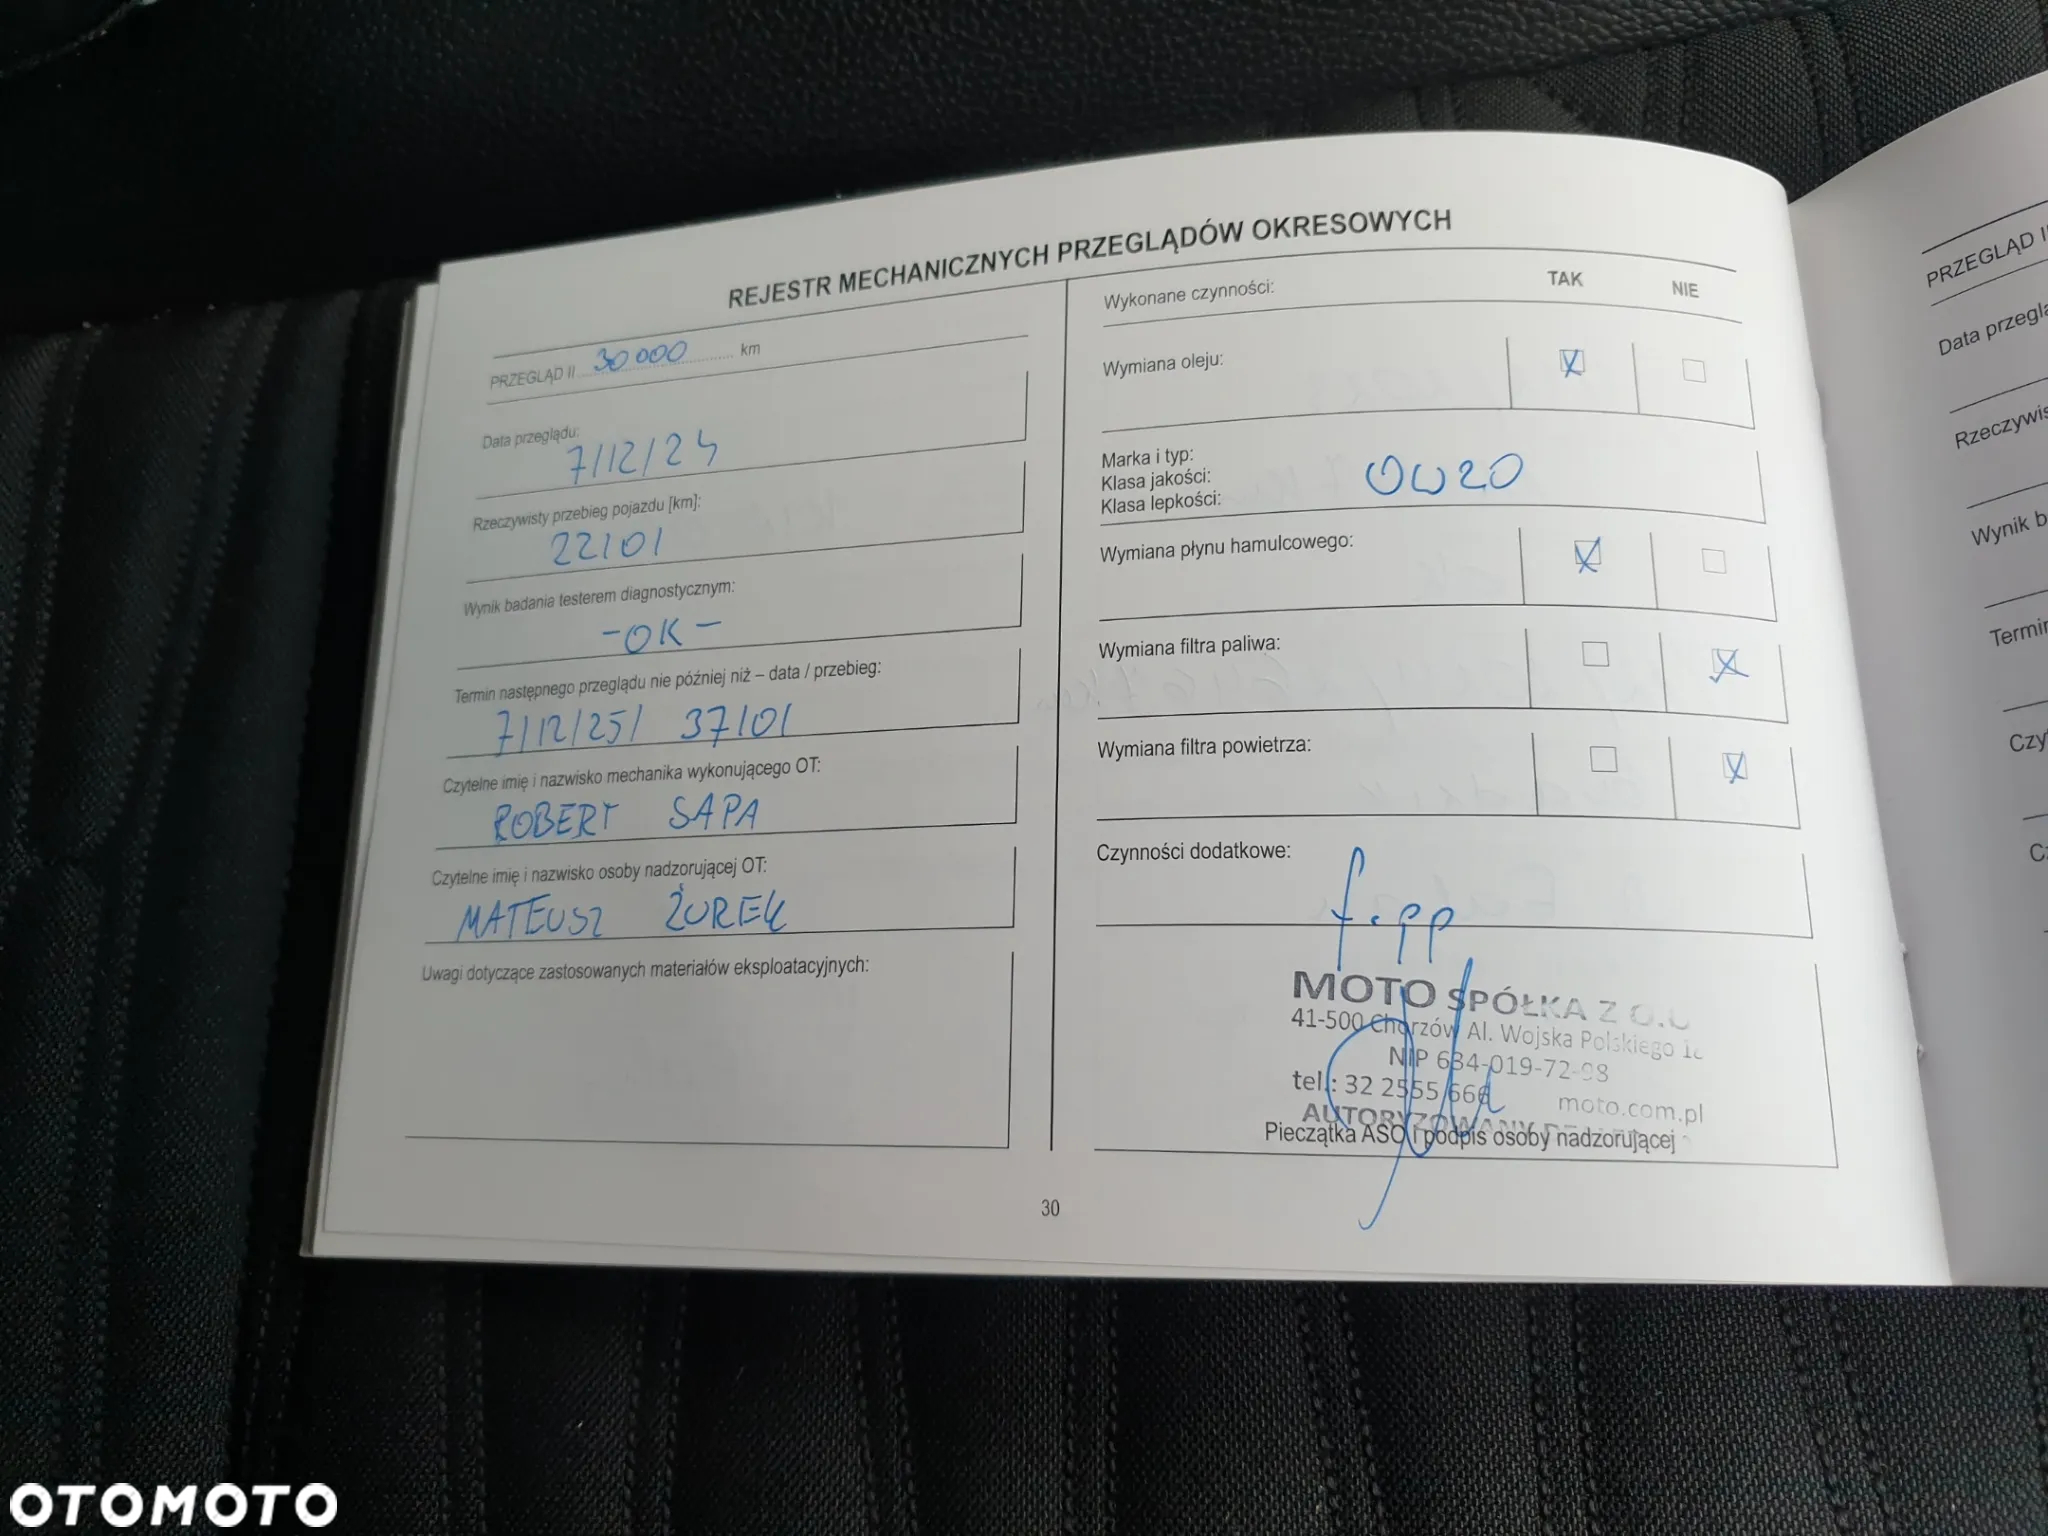 REJESTR MECHANICZNYCH PRZEGLĄDÓW OKRESOWYCH
PRZEGLĄD II 30 000 km
Data przeglądu:
7/12/24
Rzeczywisty przebieg pojazdu [km]:
22101
Wynik badania testerem diagnostycznym:
-OK-
Termin następnego przeglądu nie później niż – data / przebieg:
7/12/25/ 37101
Czytelne imię i nazwisko mechanika wykonującego OT:
ROBERT SAPA
Czytelne imię i nazwisko osoby nadzorującej OT:
MATEUSZ ŻUREK
Uwagi dotyczące zastosowanych materiałów eksploatacyjnych:
Wykonane czynności: TAK NIE
Wymiana oleju:
Marka i typ:
Klasa jakości:
Klasa lepkości:
0W20
Wymiana płynu hamulcowego:
Wymiana filtra paliwa:
Wymiana filtra powietrza:
Czynności dodatkowe:
f.pp
MOTO SPÓŁKA Z O.O
41-500 Chorzów Al. Wojska Polskiego
NIP 634-019-72-98
tel.: 32 2555 666
moto.com.pl
AUTORYZOWANY
Pieczątka ASO i podpis osoby nadzorującej
30
PRZEGLĄD
Data
Termin
OTOMOTO